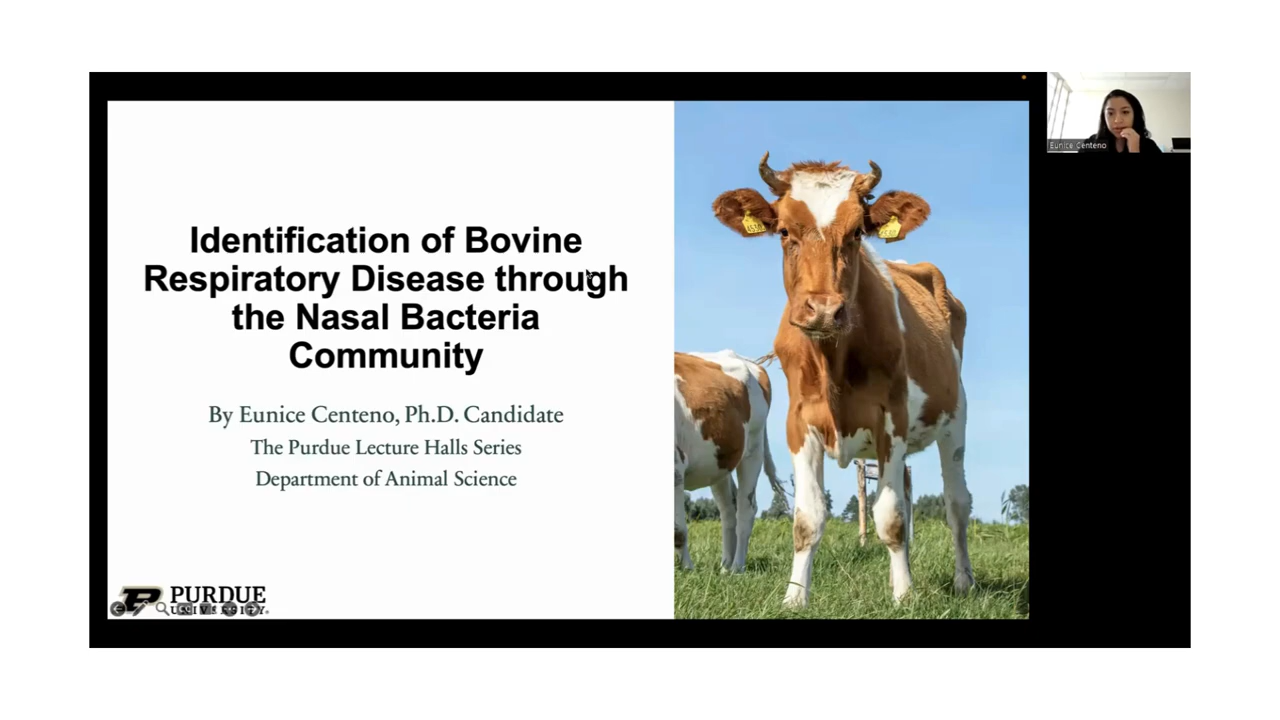 Identification of Bovine
Respiratory Disease through
the Nasal Bacteria
Community
By Eunice Centeno, Ph.D. Candidate
The Purdue Lecture Halls Series
Department of Animal Science
PURDUE
UNIVERSITY
Eunice Centeno